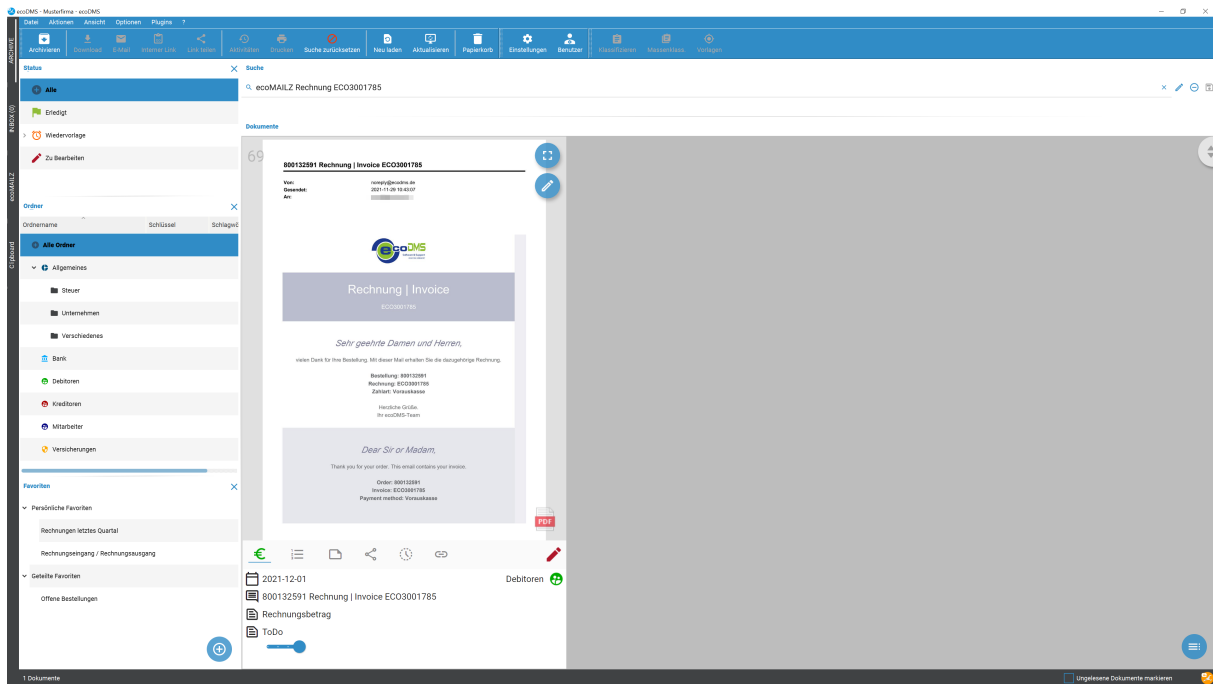 ecoDMS - Musterfirma - ecoDMS
Datei Aktionen Ansicht Optionen Plugins ?
Archivieren Download E-Mail Interner Link Link teilen Aktivitäten Drucken Suche zurücksetzen Neu laden Aktualisieren Papierkorb Einstellungen Benutzer Klassifizieren Massenklass. Vorlagen
ARCHIVE
INBOX (0)
ecoMAILZ
Clipboard
Status
Alle
Erledigt
Wiedervorlage
Zu Bearbeiten
Ordner
Ordnername Schlüssel Schlagwö
Alle Ordner
Allgemeines
Steuer
Unternehmen
Verschiedenes
Bank
Debitoren
Kreditoren
Mitarbeiter
Versicherungen
Favoriten
Persönliche Favoriten
Rechnungen letztes Quartal
Rechnungseingang / Rechnungsausgang
Geteilte Favoriten
Offene Bestellungen
Suche
ecoMAILZ Rechnung ECO3001785
Dokumente
69
800132591 Rechnung | Invoice ECO3001785
Von: noreply@ecodms.de
Gesendet: 2021-11-29 10:43:07
An:
ecoDMS
Rechnung | Invoice
ECO3001785
Sehr geehrte Damen und Herren,
vielen Dank für Ihre Bestellung. Mit dieser Mail erhalten Sie die dazugehörige Rechnung.
Bestellung: 800132591
Rechnung: ECO3001785
Zahlart: Vorauskasse
Herzliche Grüße.
Ihr ecoDMS-Team
Dear Sir or Madam,
Thank you for your order. This email contains your invoice.
Order: 800132591
Invoice: ECO3001785
Payment method: Vorauskasse
PDF
2021-12-01 Debitoren
800132591 Rechnung | Invoice ECO3001785
Rechnungsbetrag
ToDo
1 Dokumente
Ungelesene Dokumente markieren